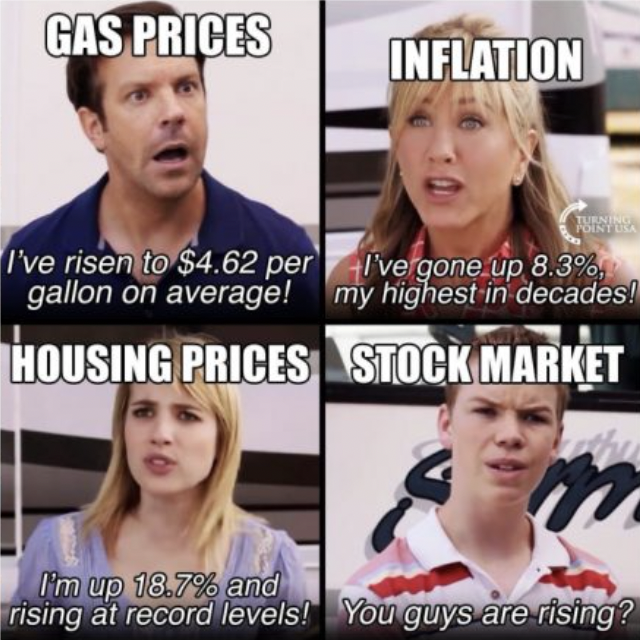 GAS PRICES
I've risen to $4.62 per
gallon on average!
INFLATION
TURNING
POINT USA
I've gone up 8.3%,
my highest in decades!
HOUSING PRICES
I'm up 18.7% and
rising at record levels!
STOCK MARKET
You guys are rising?